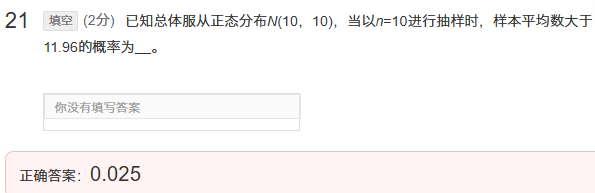 21 填空 (2分) 已知总体服从正态分布N(10，10)，当以n=10进行抽样时，样本平均数大于
11.96的概率为__。
你没有填写答案
正确答案：0.025